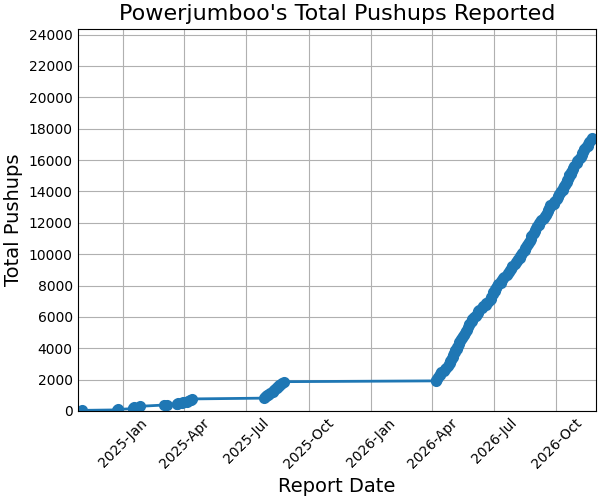 Powerjumboo's Total Pushups Reported
24000
22000
20000
18000
16000
14000
12000
10000
8000
6000
4000
2000
0
Total Pushups
2025-Jan
2025-Apr
2025-Jul
2025-Oct
2026-Jan
2026-Apr
2026-Jul
2026-Oct
Report Date